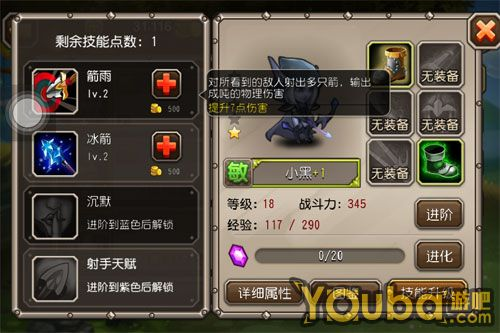 剩余技能点数：1
箭雨
lv.2
500
冰箭
lv.2
500
沉默
进阶到蓝色后解锁
射手天赋
进阶到紫色后解锁
对所看到的敌人射出多只箭，输出
成吨的物理伤害
提升7点伤害
无装备
无装备
无装备
无装备
敏
小黑+1
等级：18 战斗力：345
经验：117 / 290
进阶
0/20
进化
详细属性
图鉴
技能升级
Youba游吧
.com